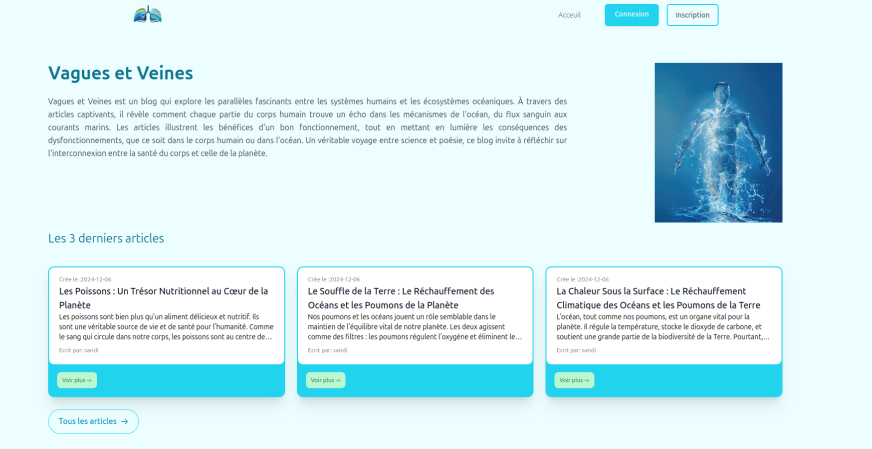 Acceuil
Connexion
Inscription
Vagues et Veines
Vagues et Veines est un blog qui explore les parallèles fascinants entre les systèmes humains et les écosystèmes océaniques. À travers des
articles captivants, il révèle comment chaque partie du corps humain trouve un écho dans les mécanismes de l'océan, du flux sanguin aux
courants marins. Les articles illustrent les bénéfices d'un bon fonctionnement, tout en mettant en lumière les conséquences des
dysfonctionnements, que ce soit dans le corps humain ou dans l'océan. Un véritable voyage entre science et poésie, ce blog invite à réfléchir sur
l'interconnexion entre la santé du corps et celle de la planète.
Les 3 derniers articles
Crée le :2024-12-06
Les Poissons : Un Trésor Nutritionnel au Cœur de la
Planète
Les poissons sont bien plus qu'un aliment délicieux et nutritif. Ils
sont une véritable source de vie et de santé pour l'humanité. Comme
le sang qui circule dans notre corps, les poissons sont au centre de...
Ecrit par: sandi
Voir plus ->
Crée le :2024-12-06
Le Souffle de la Terre : Le Réchauffement des
Océans et les Poumons de la Planète
Nos poumons et les océans jouent un rôle semblable dans le
maintien de l'équilibre vital de notre planète. Les deux agissent
comme des filtres : les poumons régulent l'oxygène et éliminent le...
Ecrit par: sandi
Voir plus ->
Crée le :2024-12-06
La Chaleur Sous la Surface : Le Réchauffement
Climatique des Océans et les Poumons de la Terre
L'océan, tout comme nos poumons, est un organe vital pour la
planète. Il régule la température, stocke le dioxyde de carbone, et
soutient une grande partie de la biodiversité de la Terre. Pourtant,...
Ecrit par: sandi
Voir plus ->
Tous les articles →